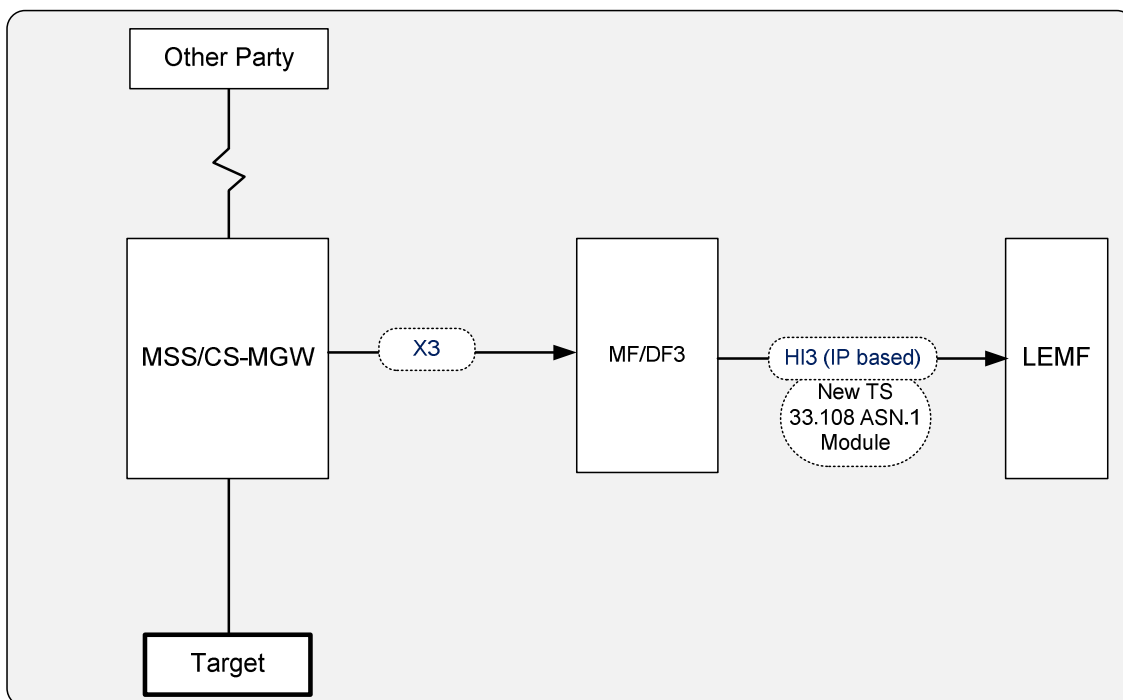 Other Party
MSS/CS-MGW
X3
MF/DF3
HI3 (IP based)
New TS
33.108 ASN.1
Module
LEMF
Target